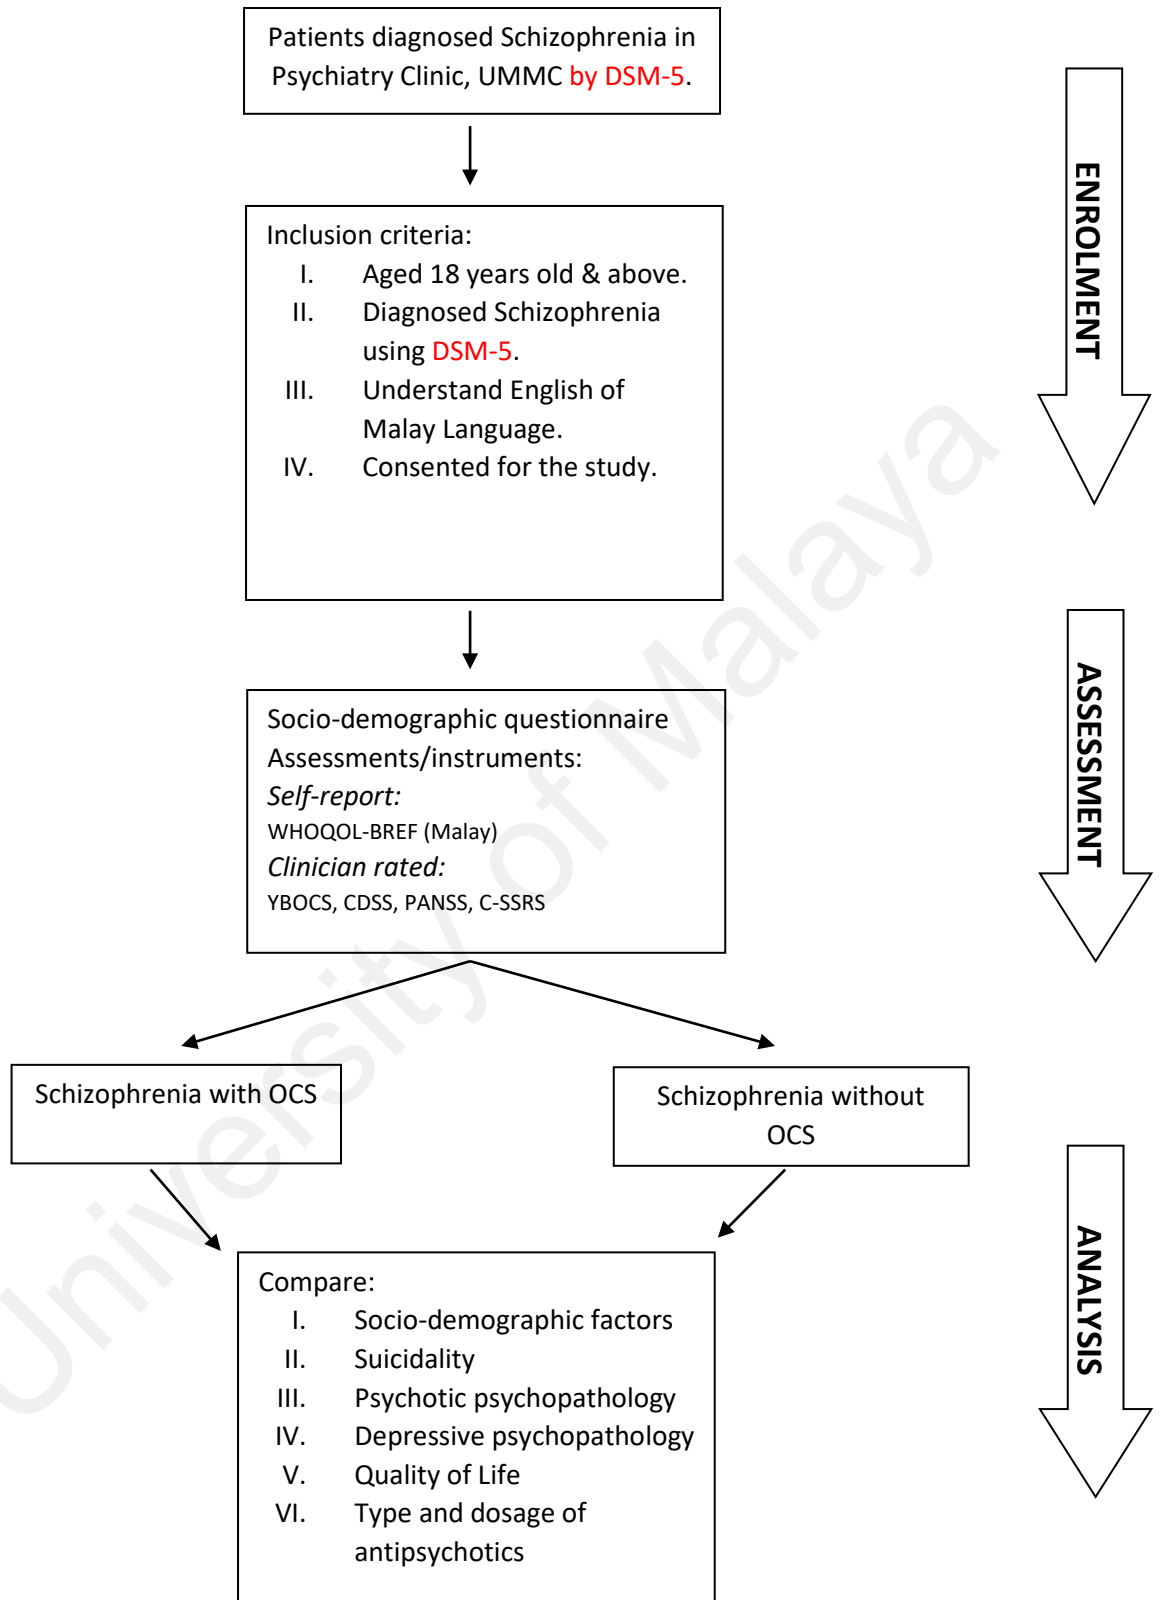 Patients diagnosed Schizophrenia in
Psychiatry Clinic, UMMC by DSM-5.
ENROLMENT
Inclusion criteria:
I. Aged 18 years old & above.
II. Diagnosed Schizophrenia
using DSM-5.
III. Understand English of
Malay Language.
IV. Consented for the study.
ASSESSMENT
Socio-demographic questionnaire
Assessments/instruments:
Self-report:
WHOQOL-BREF (Malay)
Clinician rated:
YBOCS, CDSS, PANSS, C-SSRS
Schizophrenia with OCS
Schizophrenia without
OCS
ANALYSIS
Compare:
I. Socio-demographic factors
II. Suicidality
III. Psychotic psychopathology
IV. Depressive psychopathology
V. Quality of Life
VI. Type and dosage of
antipsychotics
University of Malaya